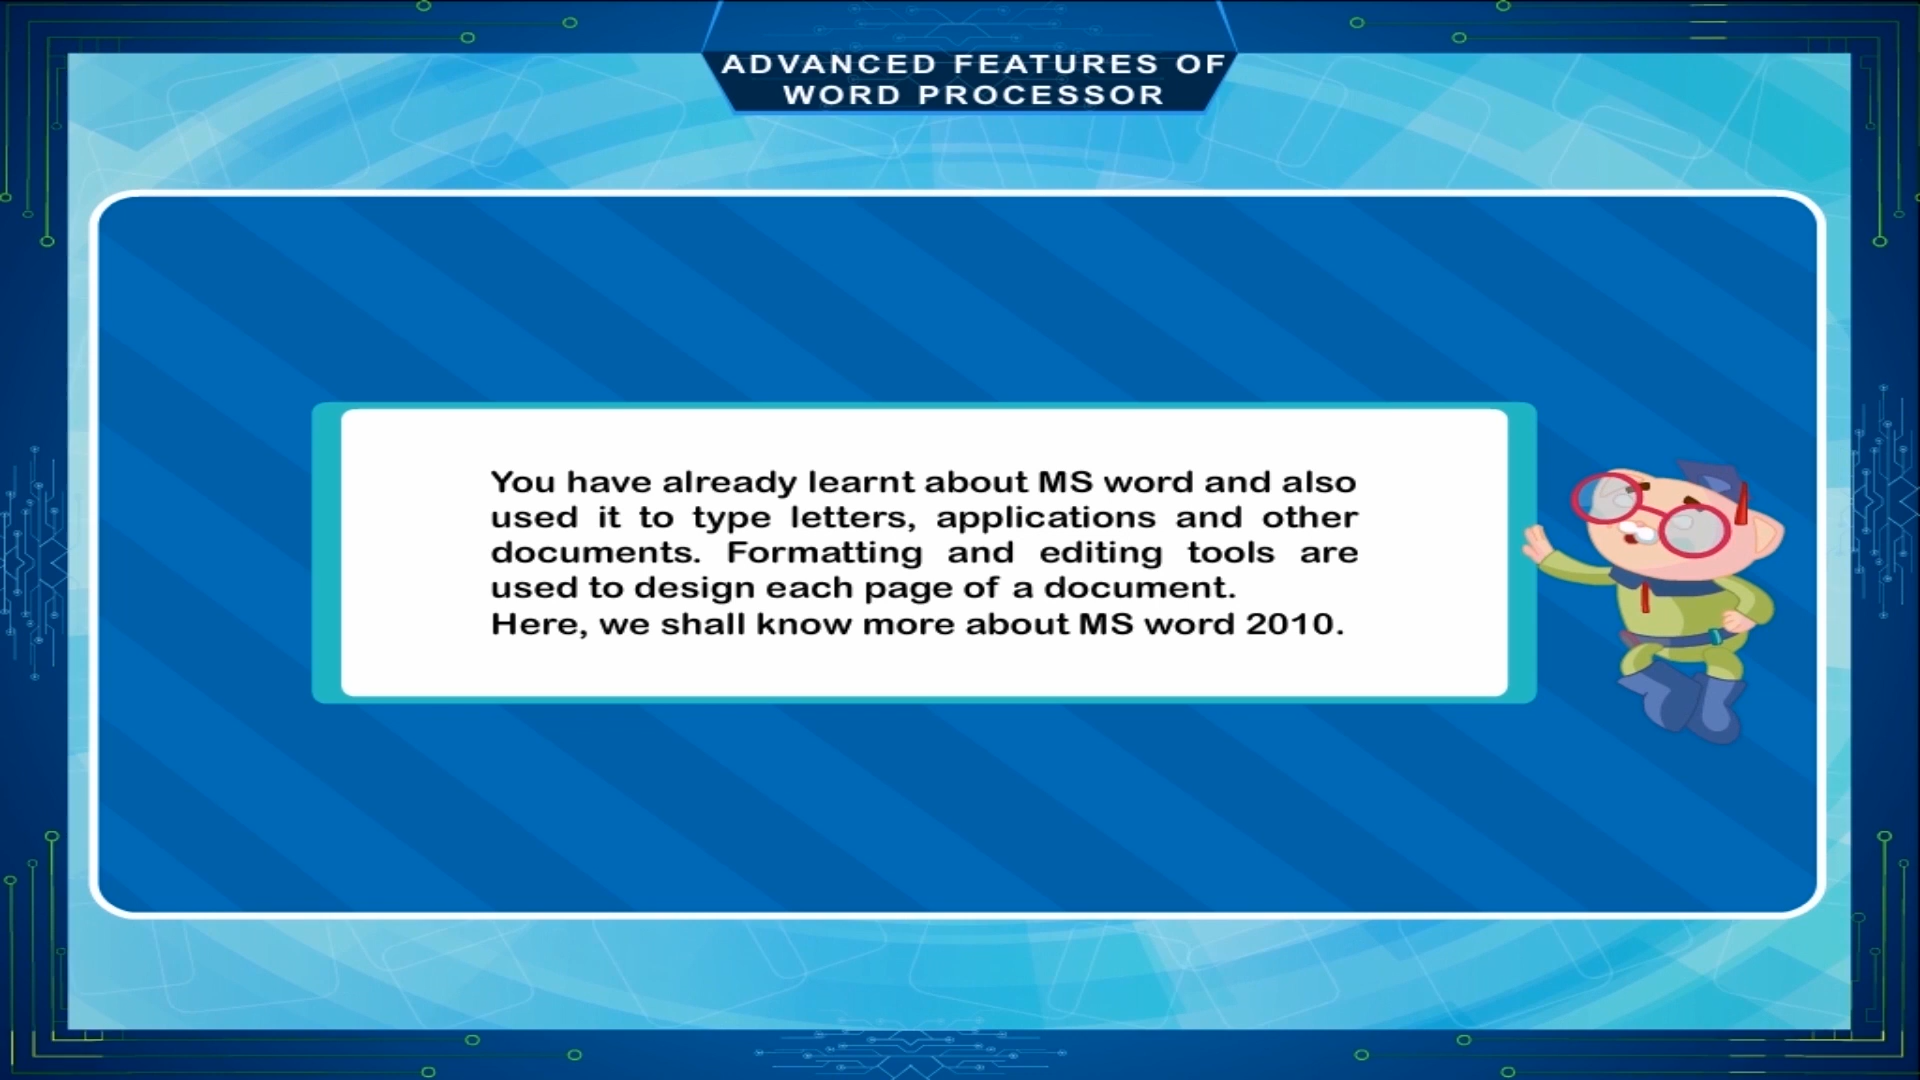 ADVANCED FEATURES OF
WORD PROCESSOR
You have already learnt about MS word and also
used it to type letters, applications and other
documents. Formatting and editing tools are
used to design each page of a document.
Here, we shall know more about MS word 2010.